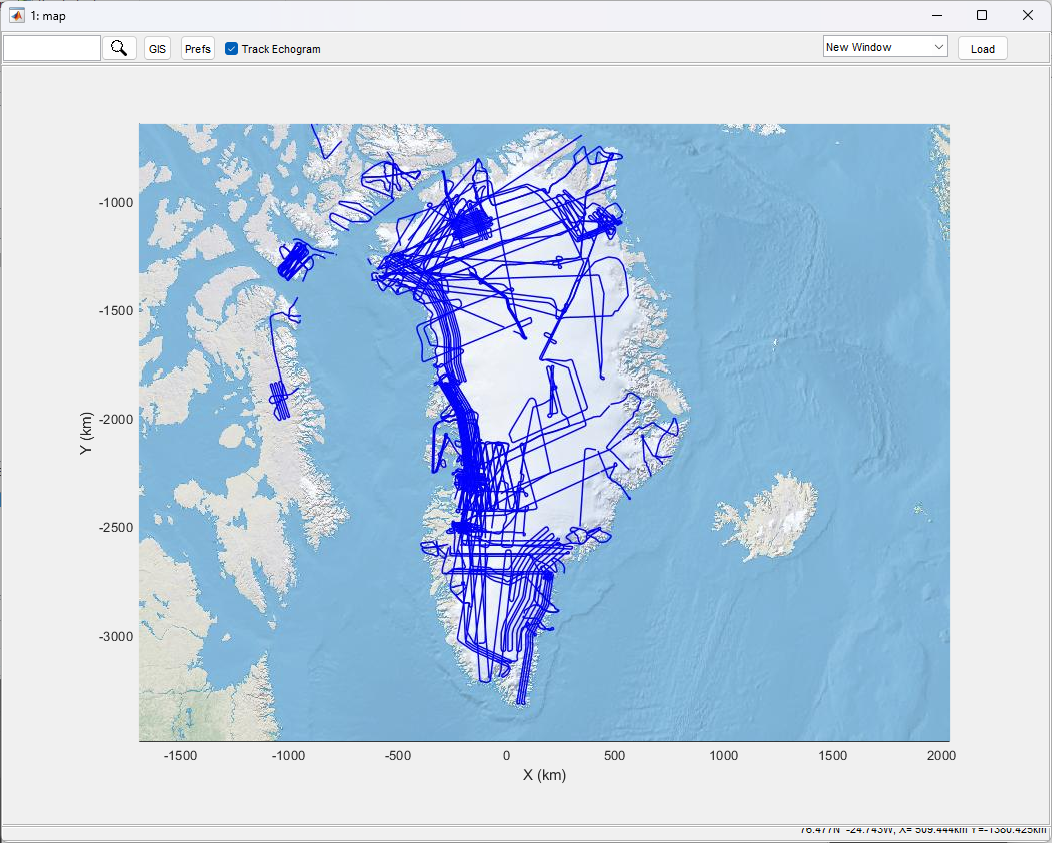 1: map
GIS Prefs Track Echogram New Window Load
-1000
-1500
-2000
-2500
-3000
Y (km)
-1500 -1000 -500 0 500 1000 1500 2000
X (km)
76.477N -24.743W, X= 509.444km Y=-1380.425km